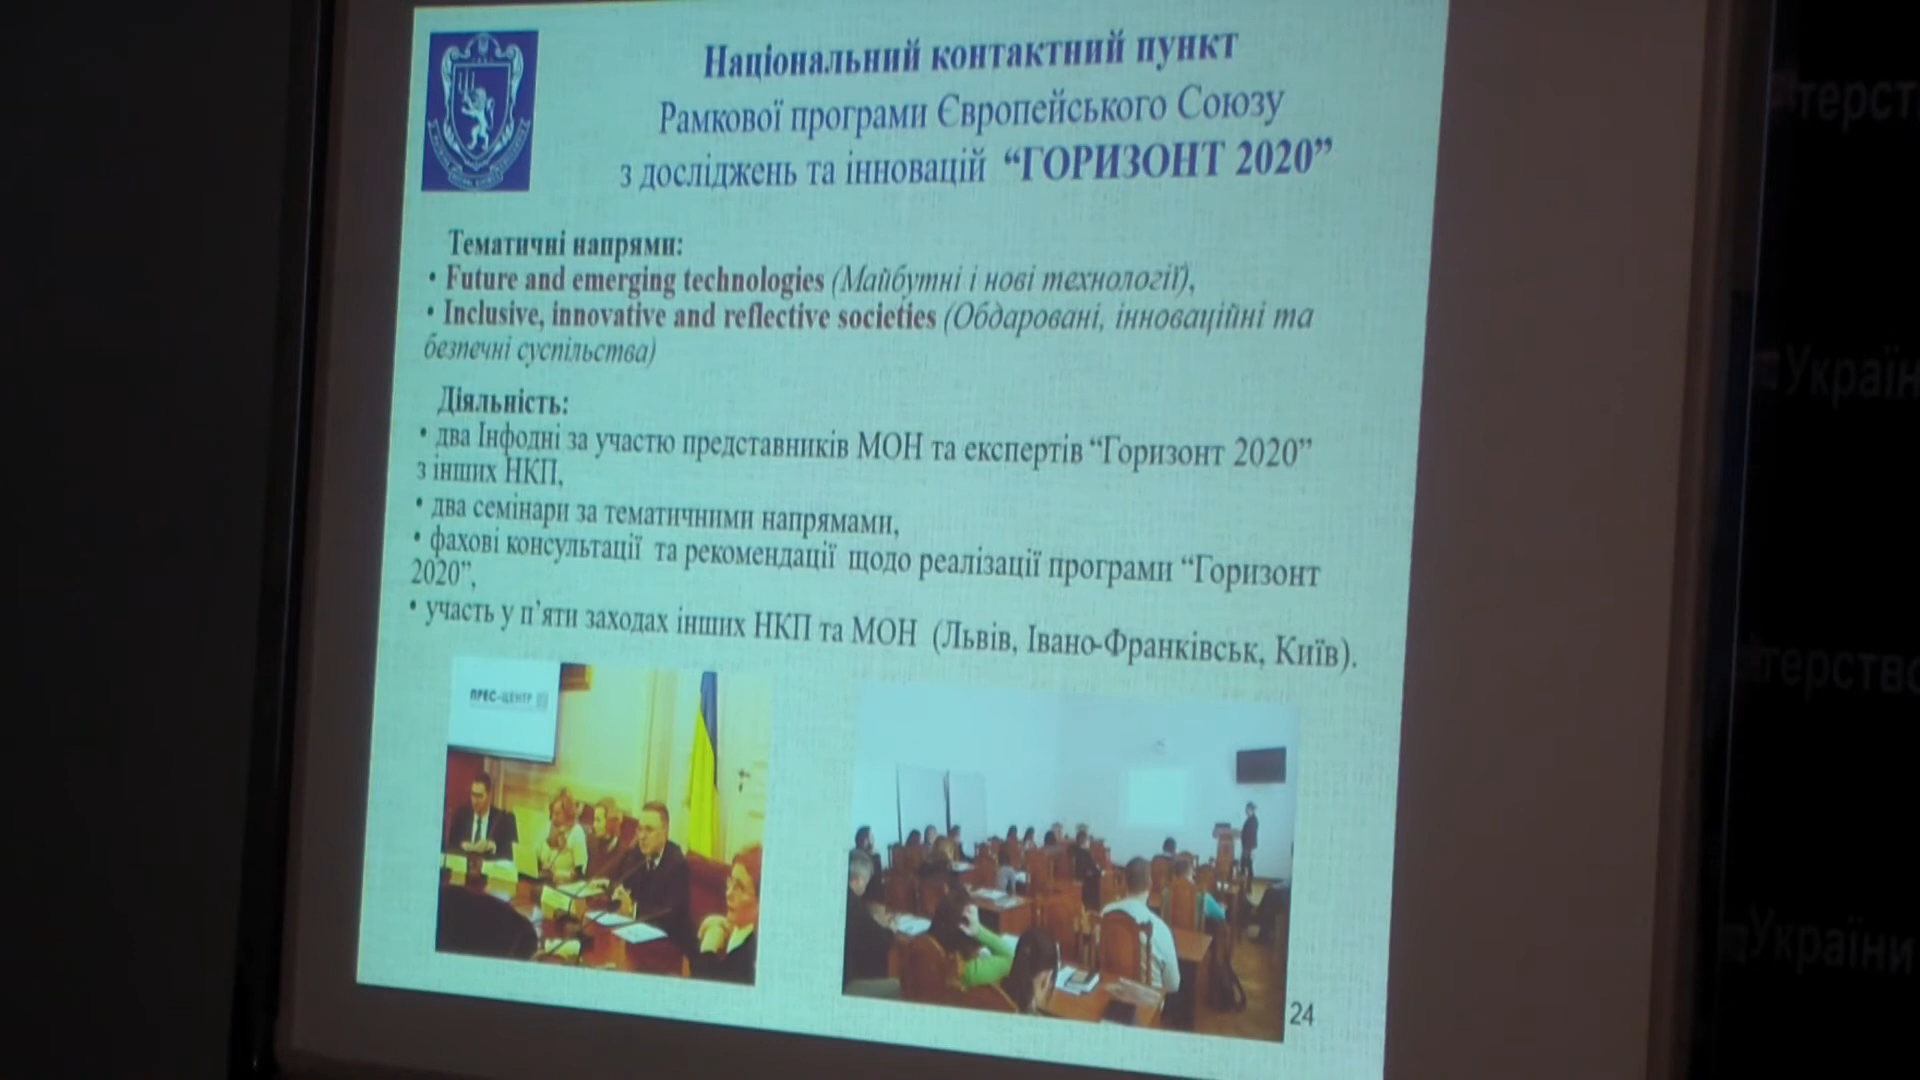 Національний контактний пункт
Рамкової програми Європейського Союзу
з досліджень та інновацій “ГОРИЗОНТ 2020”
Тематичні напрями:
• Future and emerging technologies (Майбутні і нові технології),
• Inclusive, innovative and reflective societies (Обдаровані, інноваційні та
безпечні суспільства)
Діяльність:
• два Інфодні за участю представників МОН та експертів “Горизонт 2020”
з інших НКП,
• два семінари за тематичними напрямами,
• фахові консультації та рекомендації щодо реалізації програми “Горизонт
2020”,
• участь у п’яти заходах інших НКП та МОН (Львів, Івано-Франківськ, Київ).
ПРЕС-ЦЕНТР
24
України